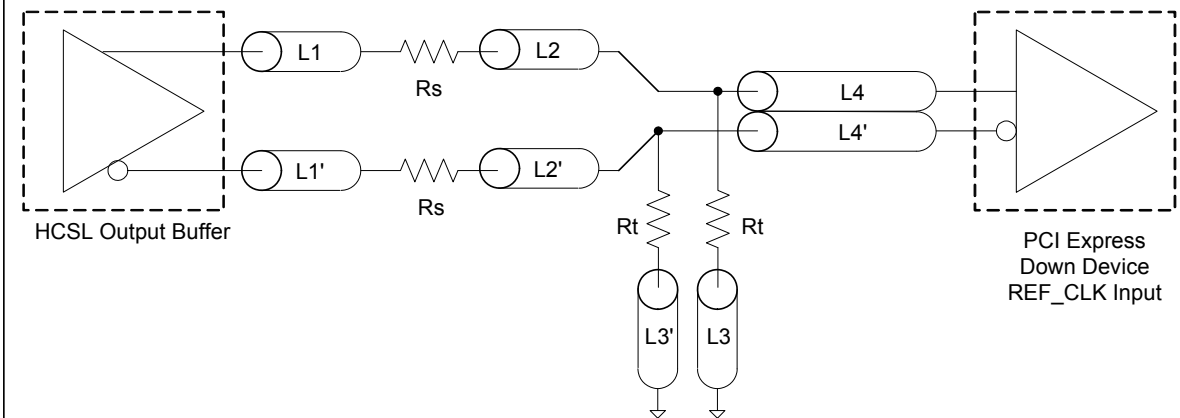 L1
Rs
L2
L4
L4'
L1'
Rs
L2'
HCSL Output Buffer
Rt
Rt
L3'
L3
PCI Express
Down Device
REF_CLK Input